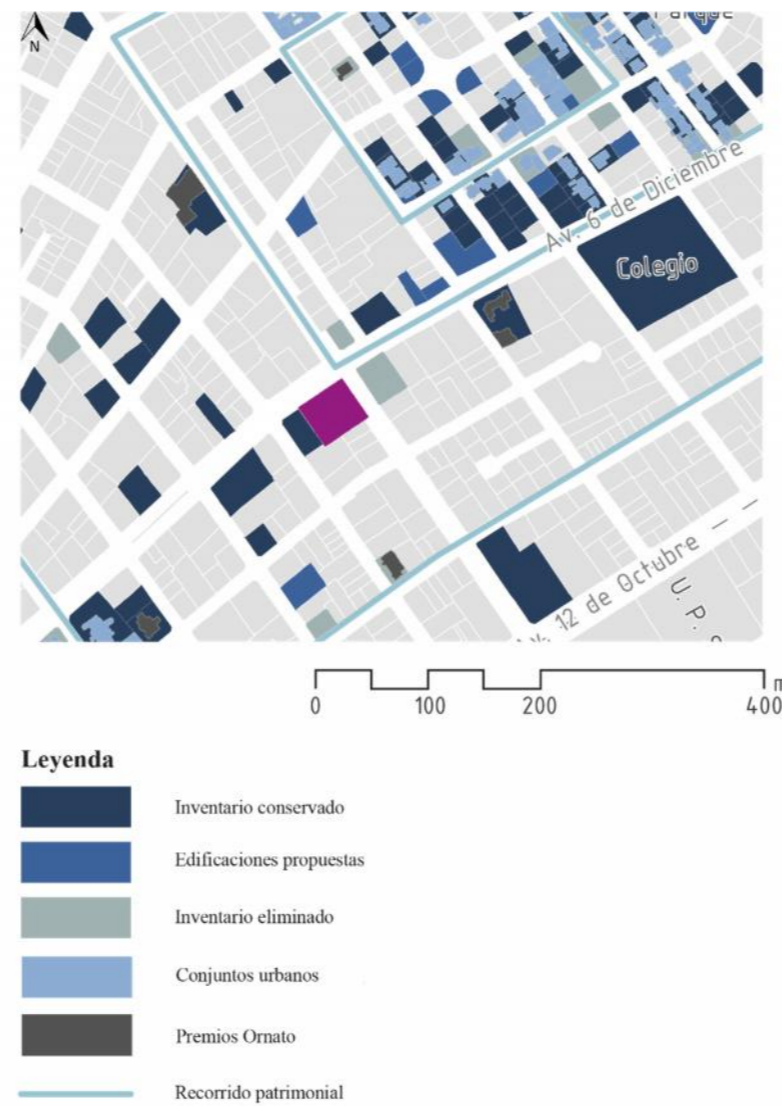 N
Av. 6 de Diciembre
Colegio
12 de Octubre
U. P.
0 100 200 400
Leyenda
Inventario conservado
Edificaciones propuestas
Inventario eliminado
Conjuntos urbanos
Premios Ornato
Recorrido patrimonial